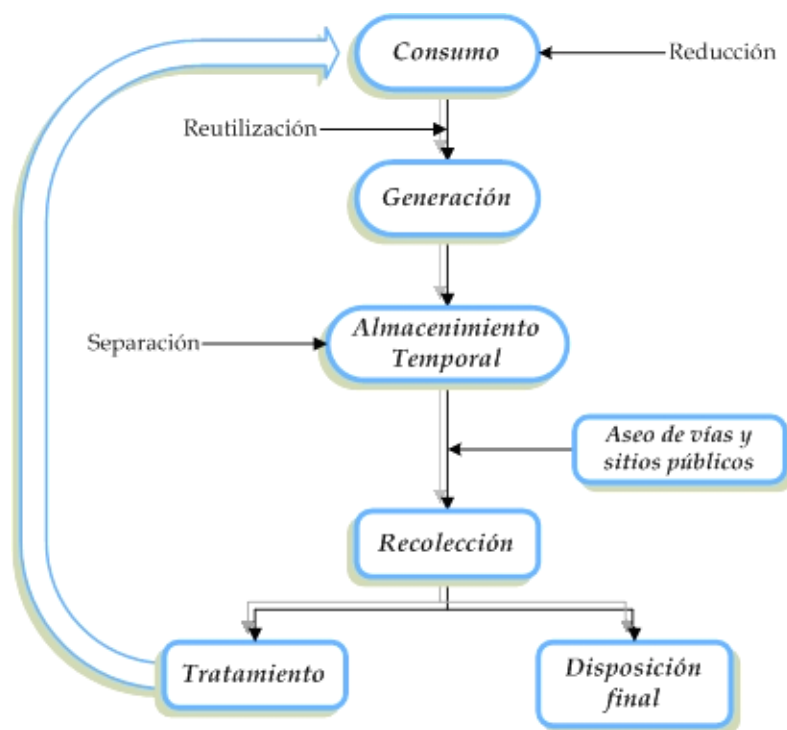 Consumo
Reducción
Reutilización
Generación
Almacenimiento
Temporal
Separación
Aseo de vías y
sitios públicos
Recolección
Tratamiento
Disposición
final